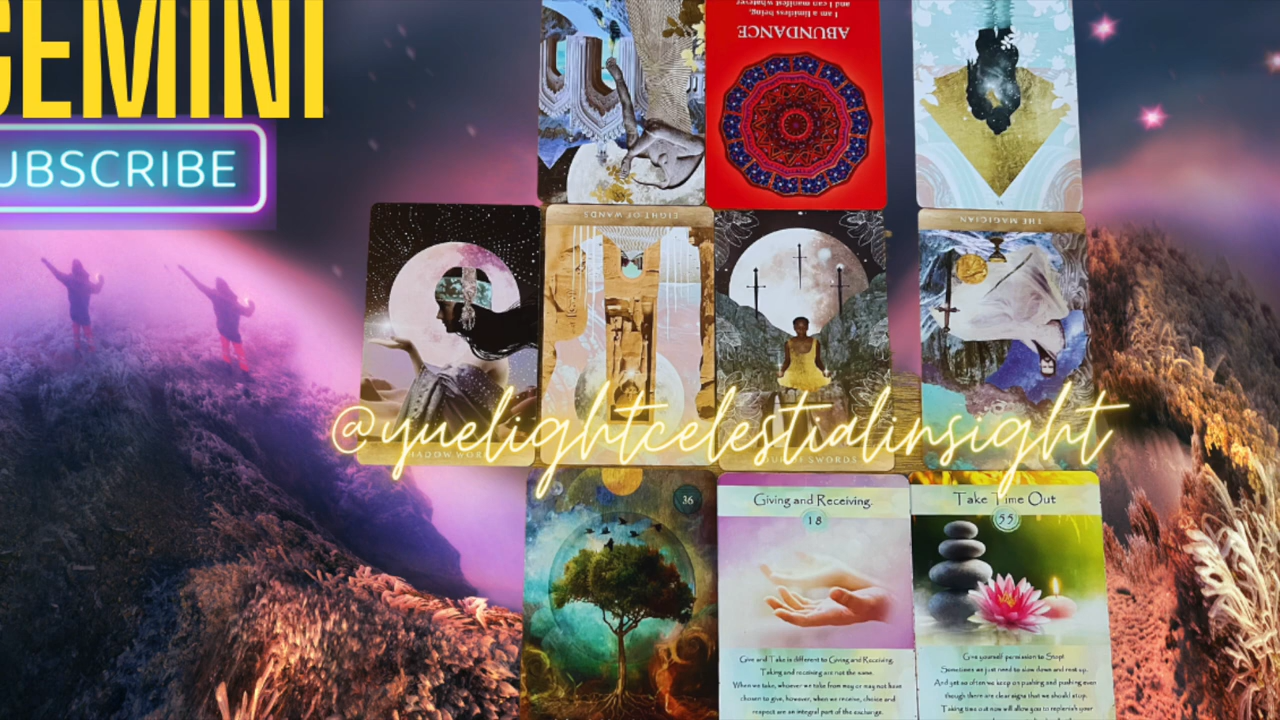 GEMINI
UBSCRIBE
I am a limitless being,
and I can manifest whatever
ABUNDANCE
VI
EIGHT OF WANDS
THE MAGICIAN
@yuelightcelestialinsight
SWORDS
36
Giving and Receiving.
18
Give and Take is different to Giving and Receiving.
Taking and receiving are not the same.
When we take, whoever we take from may or may not have
chosen to give, however, when we receive, choice and
respect are an integral part of the exchange.
Take Time Out
55
Give yourself permission to Stop!
Sometimes we just need to slow down and rest up.
And yet so often we keep on pushing and pushing even
though there are clear signs that we should stop.
Taking time out now will allow you to replenish your